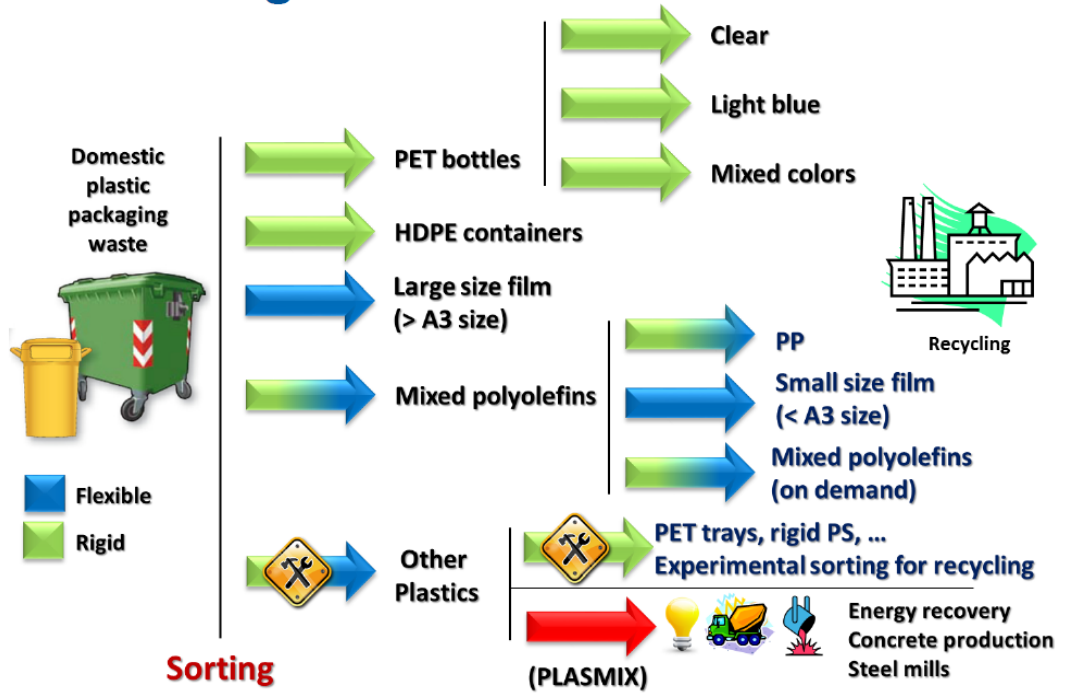 Domestic
plastic
packaging
waste
Flexible
Rigid
Sorting
PET bottles
HDPE containers
Large size film
(> A3 size)
Mixed polyolefins
Other
Plastics
Clear
Light blue
Mixed colors
PP
Small size film
(< A3 size)
Mixed polyolefins
(on demand)
PET trays, rigid PS, ...
Experimental sorting for recycling
(PLASMIX)
Energy recovery
Concrete production
Steel mills
Recycling